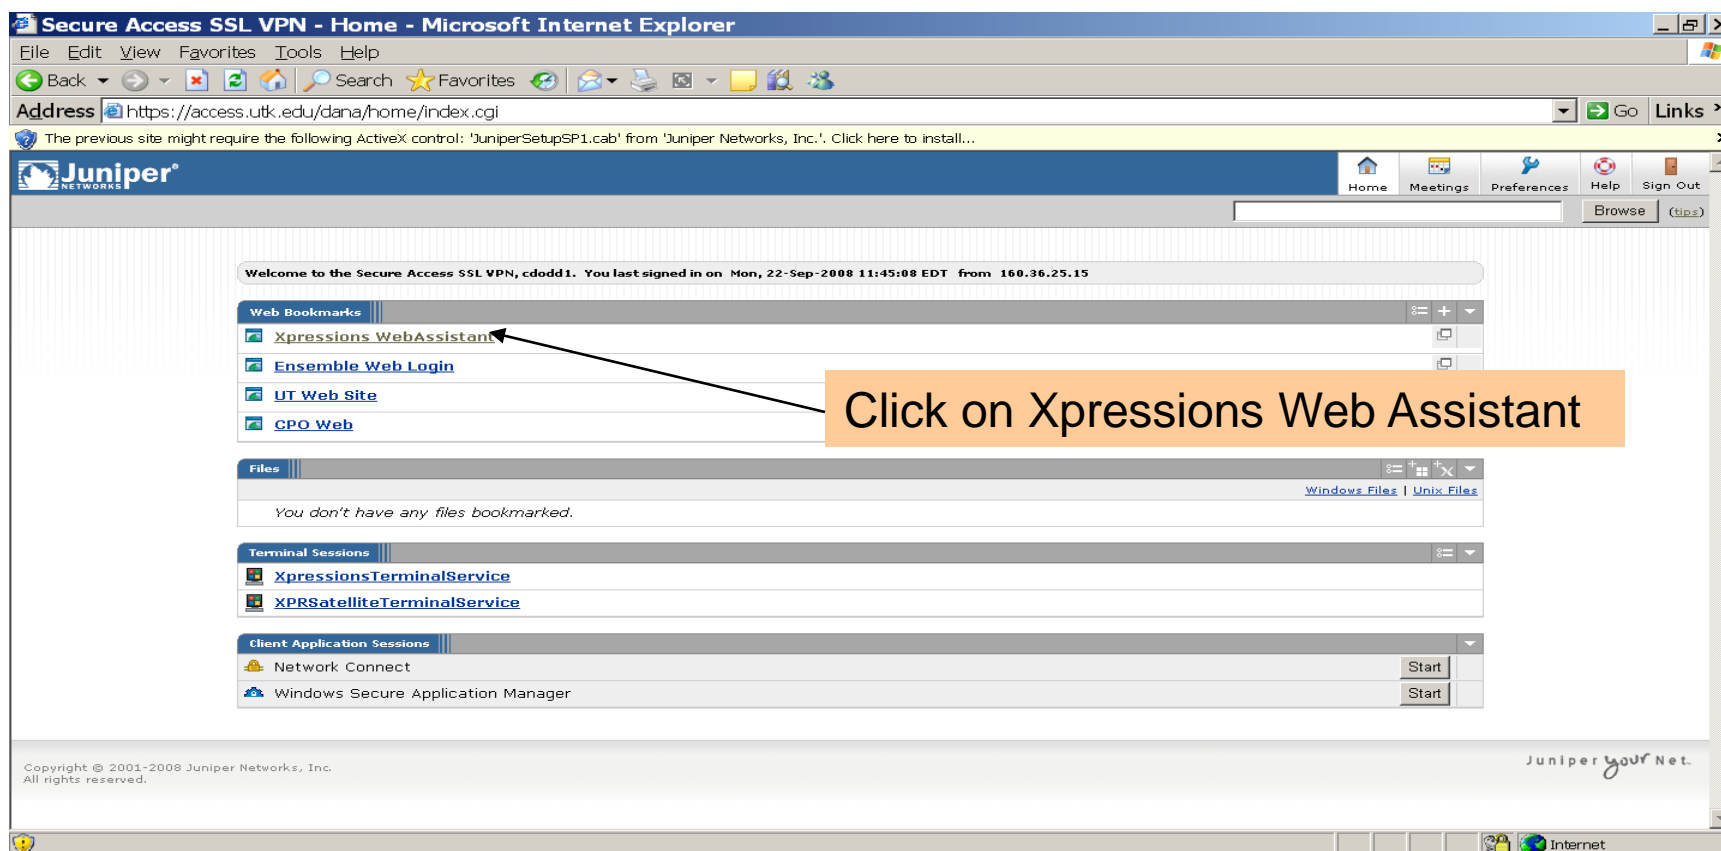 Secure Access SSL VPN - Home - Microsoft Internet Explorer
File Edit View Favorites Tools Help
Back Search Favorites
Address https://access.utk.edu/dana/home/index.cgi Go Links
The previous site might require the following ActiveX control: 'JuniperSetupSP1.cab' from 'Juniper Networks, Inc.'. Click here to install...
Juniper®
NETWORKS
Home Meetings Preferences Help Sign Out
Browse (tips)
Welcome to the Secure Access SSL VPN, cdodd1. You last signed in on Mon, 22-Sep-2008 11:45:08 EDT from 160.36.25.15
Web Bookmarks
Xpressions WebAssistant
Ensemble Web Login
UT Web Site
CPO Web
Click on Xpressions Web Assistant
Files
Windows Files | Unix Files
You don't have any files bookmarked.
Terminal Sessions
XpressionsTerminalService
XPRSatelliteTerminalService
Client Application Sessions
Network Connect Start
Windows Secure Application Manager Start
Copyright © 2001-2008 Juniper Networks, Inc.
All rights reserved.
Juniper your Net.
Internet